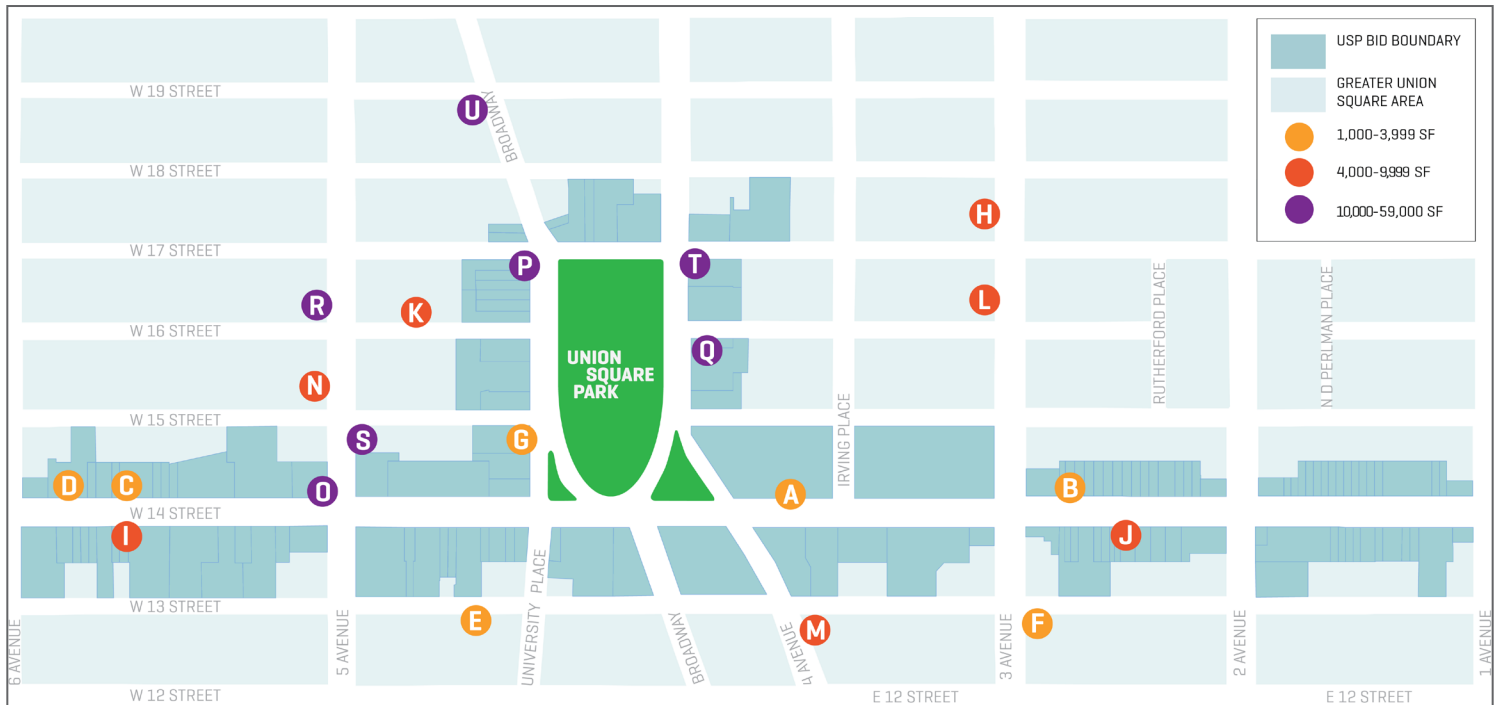 USP BID BOUNDARY
GREATER UNION
SQUARE AREA
1,000-3,999 SF
4,000-9,999 SF
10,000-59,000 SF
W 19 STREET
U
BROADWAY
W 18 STREET
H
W 17 STREET
P
T
R
K
L
W 16 STREET
RUTHERFORD PLACE
N D PERLMAN PLACE
UNION
SQUARE
PARK
Q
N
W 15 STREET
IRVING PLACE
S
G
D
C
O
A
B
W 14 STREET
I
J
UNIVERSITY PLACE
W 13 STREET
E
M
F
6 AVENUE
5 AVENUE
BROADWAY
4 AVENUE
3 AVENUE
2 AVENUE
1 AVENUE
W 12 STREET
E 12 STREET
E 12 STREET